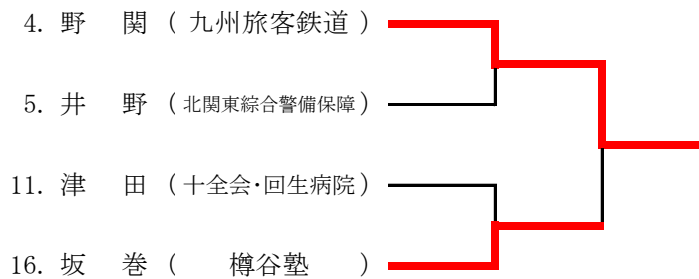 4. 野　関 ( 九州旅客鉄道 )
5. 井　野 ( 北関東綜合警備保障 )
11. 津　田 ( 十全会・回生病院 )
16. 坂　巻 ( 樽谷塾 )